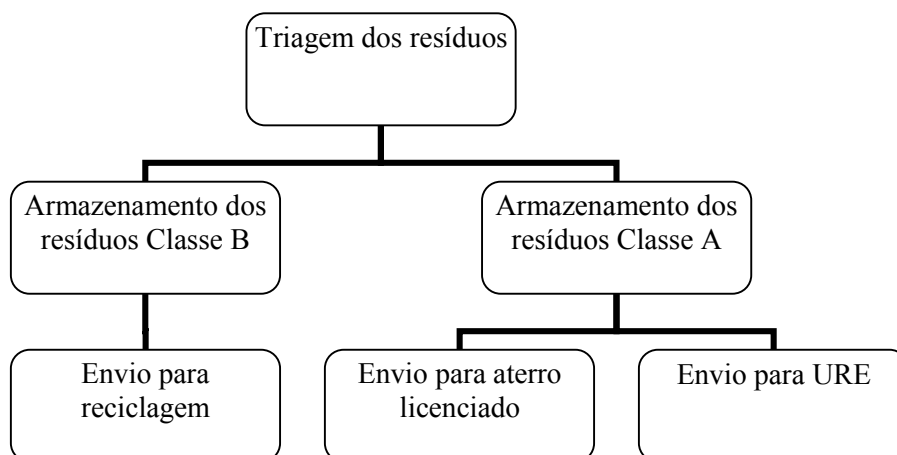 Triagem dos resíduos
Armazenamento dos
resíduos Classe B
Armazenamento dos
resíduos Classe A
Envio para
reciclagem
Envio para aterro
licenciado
Envio para URE